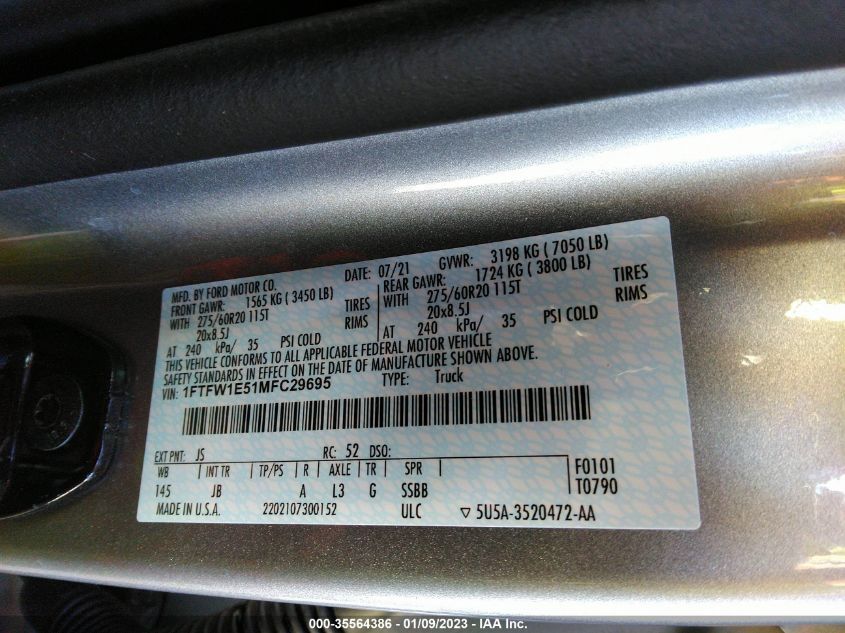 MFD. BY FORD MOTOR CO. DATE: 07/21 GVWR: 3198 KG ( 7050 LB)
FRONT GAWR: 1565 KG ( 3450 LB) REAR GAWR: 1724 KG ( 3800 LB)
WITH 275/60R20 115T TIRES WITH 275/60R20 115T TIRES
20x8.5J RIMS 20x8.5J RIMS
AT 240 kPa/ 35 PSI COLD AT 240 kPa/ 35 PSI COLD
THIS VEHICLE CONFORMS TO ALL APPLICABLE FEDERAL MOTOR VEHICLE
SAFETY STANDARDS IN EFFECT ON THE DATE OF MANUFACTURE SHOWN ABOVE.
VIN: 1FTFW1E51MFC29695 TYPE: Truck
EXT PNT: JS RC: 52 DSO:
WB INT TR TP/PS R AXLE TR SPR F0101
145 JB A L3 G SSBB T0790
MADE IN U.S.A. 2202107300152 ULC ▽ 5U5A-3520472-AA
000-35564386 - 01/09/2023 - IAA Inc.